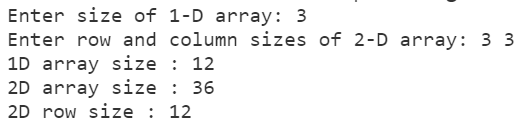 Enter size of 1-D array: 3
Enter row and column sizes of 2-D array: 3 3
1D array size : 12
2D array size : 36
2D row size : 12